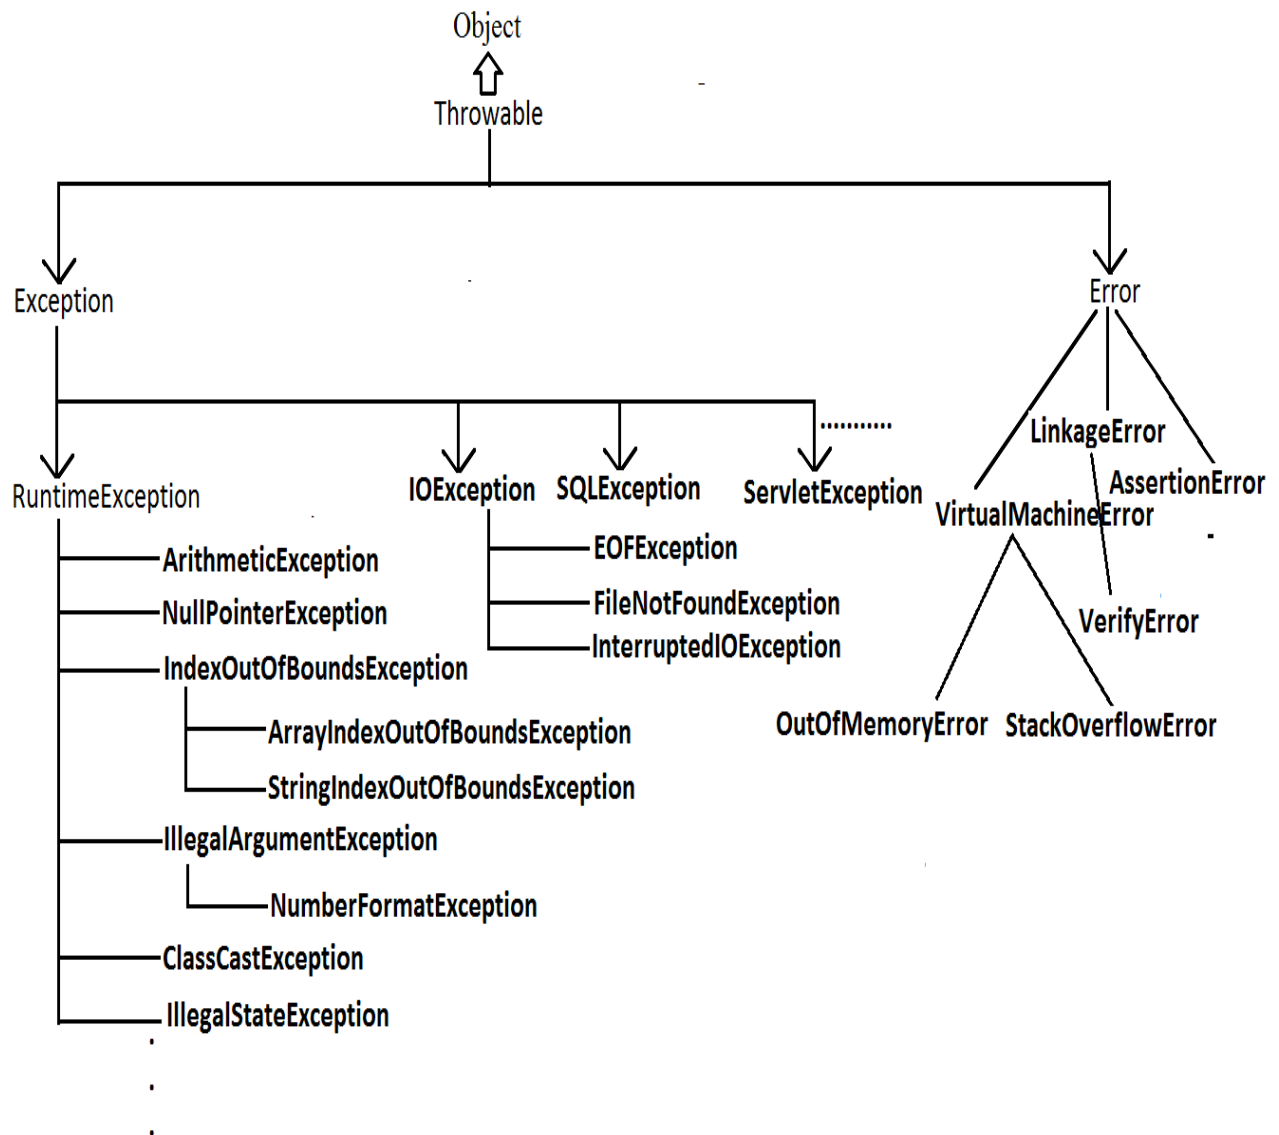 Object
Throwable
Exception
Error
RuntimeException
IOException
SQLException
ServletException
...........
LinkageError
AssertionError
VirtualMachineError
VerifyError
OutOfMemoryError
StackOverflowError
EOFException
FileNotFoundException
InterruptedIOException
ArithmeticException
NullPointerException
IndexOutOfBoundsException
ArrayIndexOutOfBoundsException
StringIndexOutOfBoundsException
IllegalArgumentException
NumberFormatException
ClassCastException
IllegalStateException
.
.
.